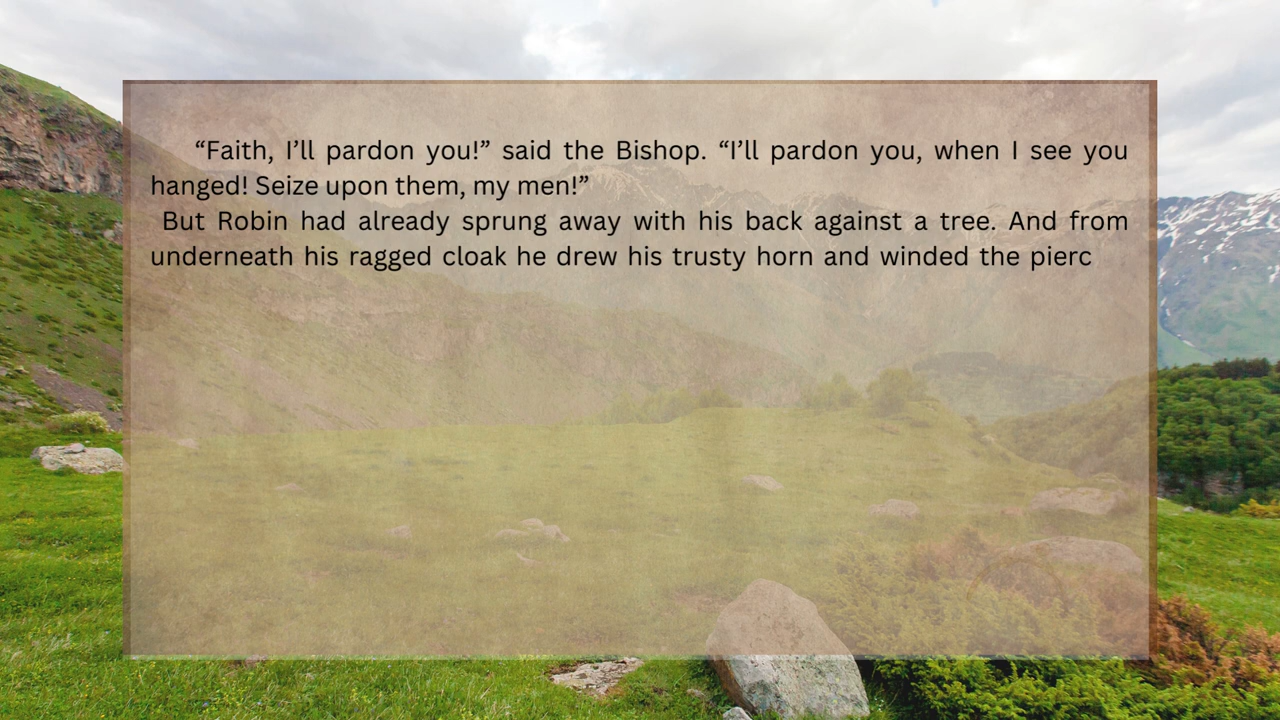 “Faith, I’ll pardon you!” said the Bishop. “I’ll pardon you, when I see you
hanged! Seize upon them, my men!”
But Robin had already sprung away with his back against a tree. And from
underneath his ragged cloak he drew his trusty horn and winded the pierc